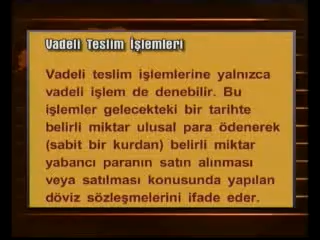 Vadeli Teslim İşlemleri
Vadeli teslim işlemlerine yalnızca
vadeli işlem de denebilir. Bu
işlemler gelecekteki bir tarihte
belirli miktar ulusal para ödenerek
(sabit bir kurdan) belirli miktar
yabancı paranın satın alınması
veya satılması konusunda yapılan
döviz sözleşmelerini ifade eder.